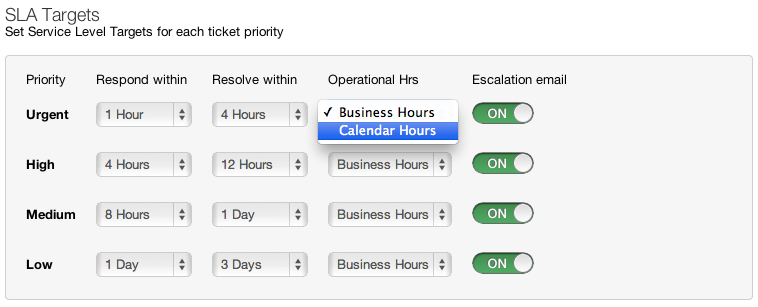 SLA Targets
Set Service Level Targets for each ticket priority
Priority Respond within Resolve within Operational Hrs Escalation email
Urgent 1 Hour 4 Hours ✓ Business Hours ON
Calendar Hours
High 4 Hours 12 Hours Business Hours ON
Medium 8 Hours 1 Day Business Hours ON
Low 1 Day 3 Days Business Hours ON